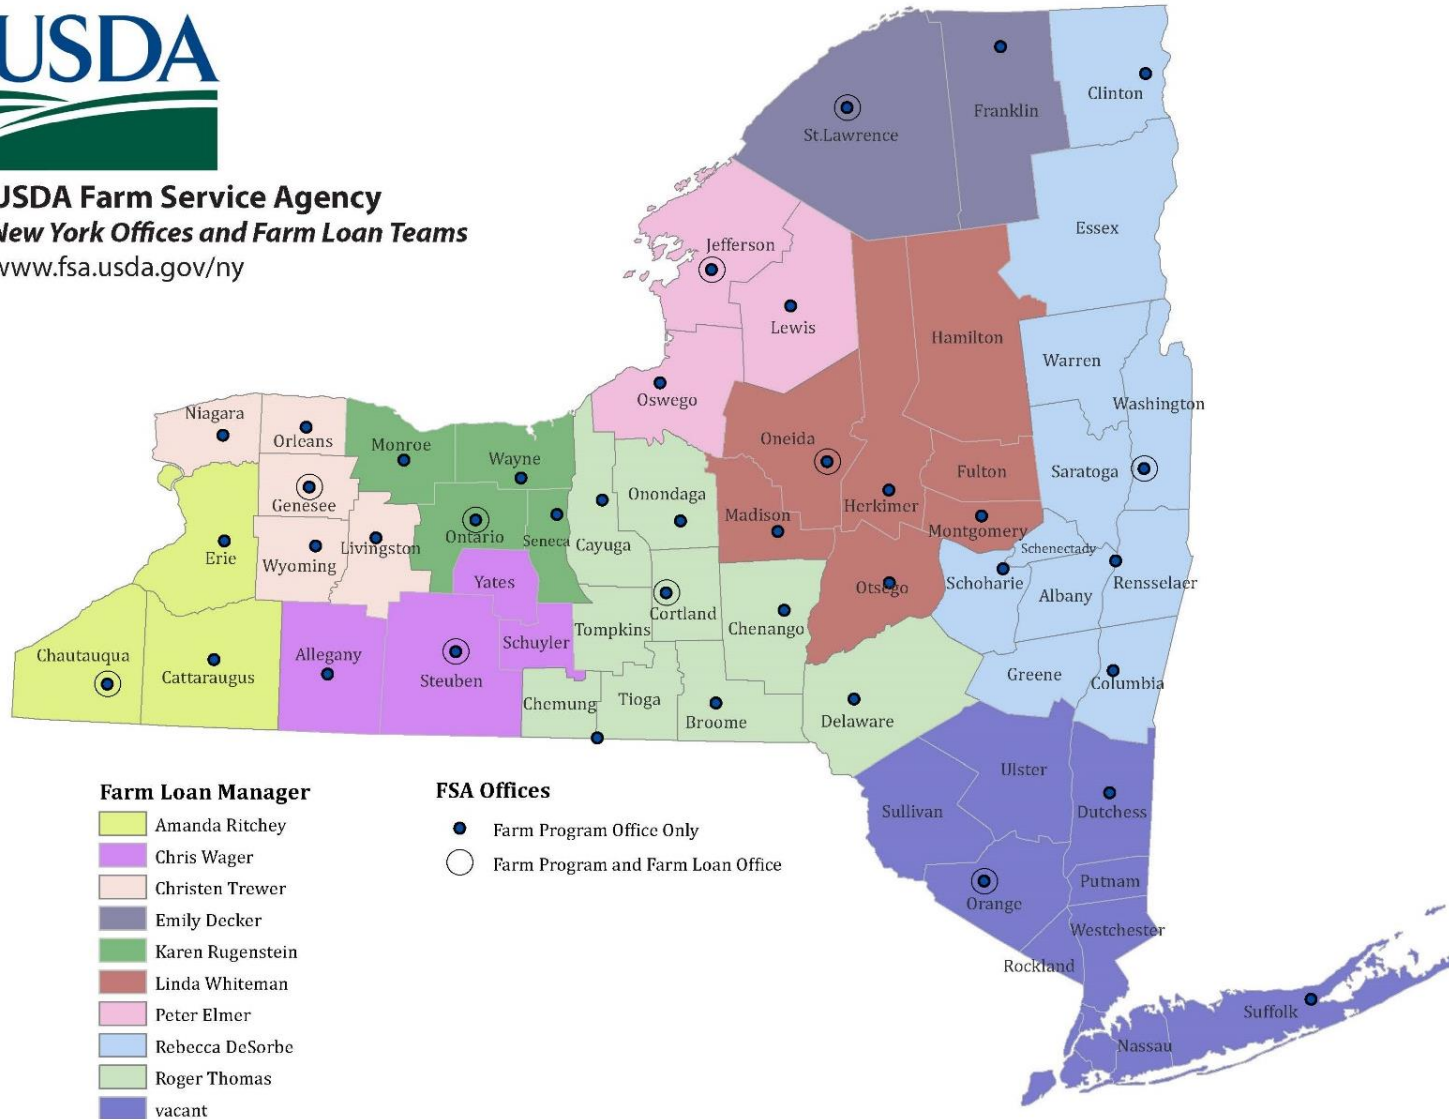 USDA
USDA Farm Service Agency
New York Offices and Farm Loan Teams
www.fsa.usda.gov/ny
Clinton
Franklin
St.Lawrence
Essex
Jefferson
Lewis
Hamilton
Warren
Oswego
Washington
Niagara
Orleans
Monroe
Oneida
Wayne
Saratoga
Fulton
Genesee
Onondaga
Herkimer
Madison
Montgomery
Ontario
Seneca
Cayuga
Livingston
Schenectady
Erie
Wyoming
Yates
Otsego
Schoharie
Rensselaer
Albany
Cortland
Tompkins
Chenango
Schuyler
Chautauqua
Allegany
Cattaraugus
Steuben
Greene
Columbia
Chemung
Tioga
Broome
Delaware
Ulster
Sullivan
Dutchess
Putnam
Orange
Westchester
Rockland
Suffolk
Nassau
Farm Loan Manager
Amanda Ritchey
Chris Wager
Christen Trewer
Emily Decker
Karen Rugenstein
Linda Whiteman
Peter Elmer
Rebecca DeSorbe
Roger Thomas
vacant
FSA Offices
Farm Program Office Only
Farm Program and Farm Loan Office